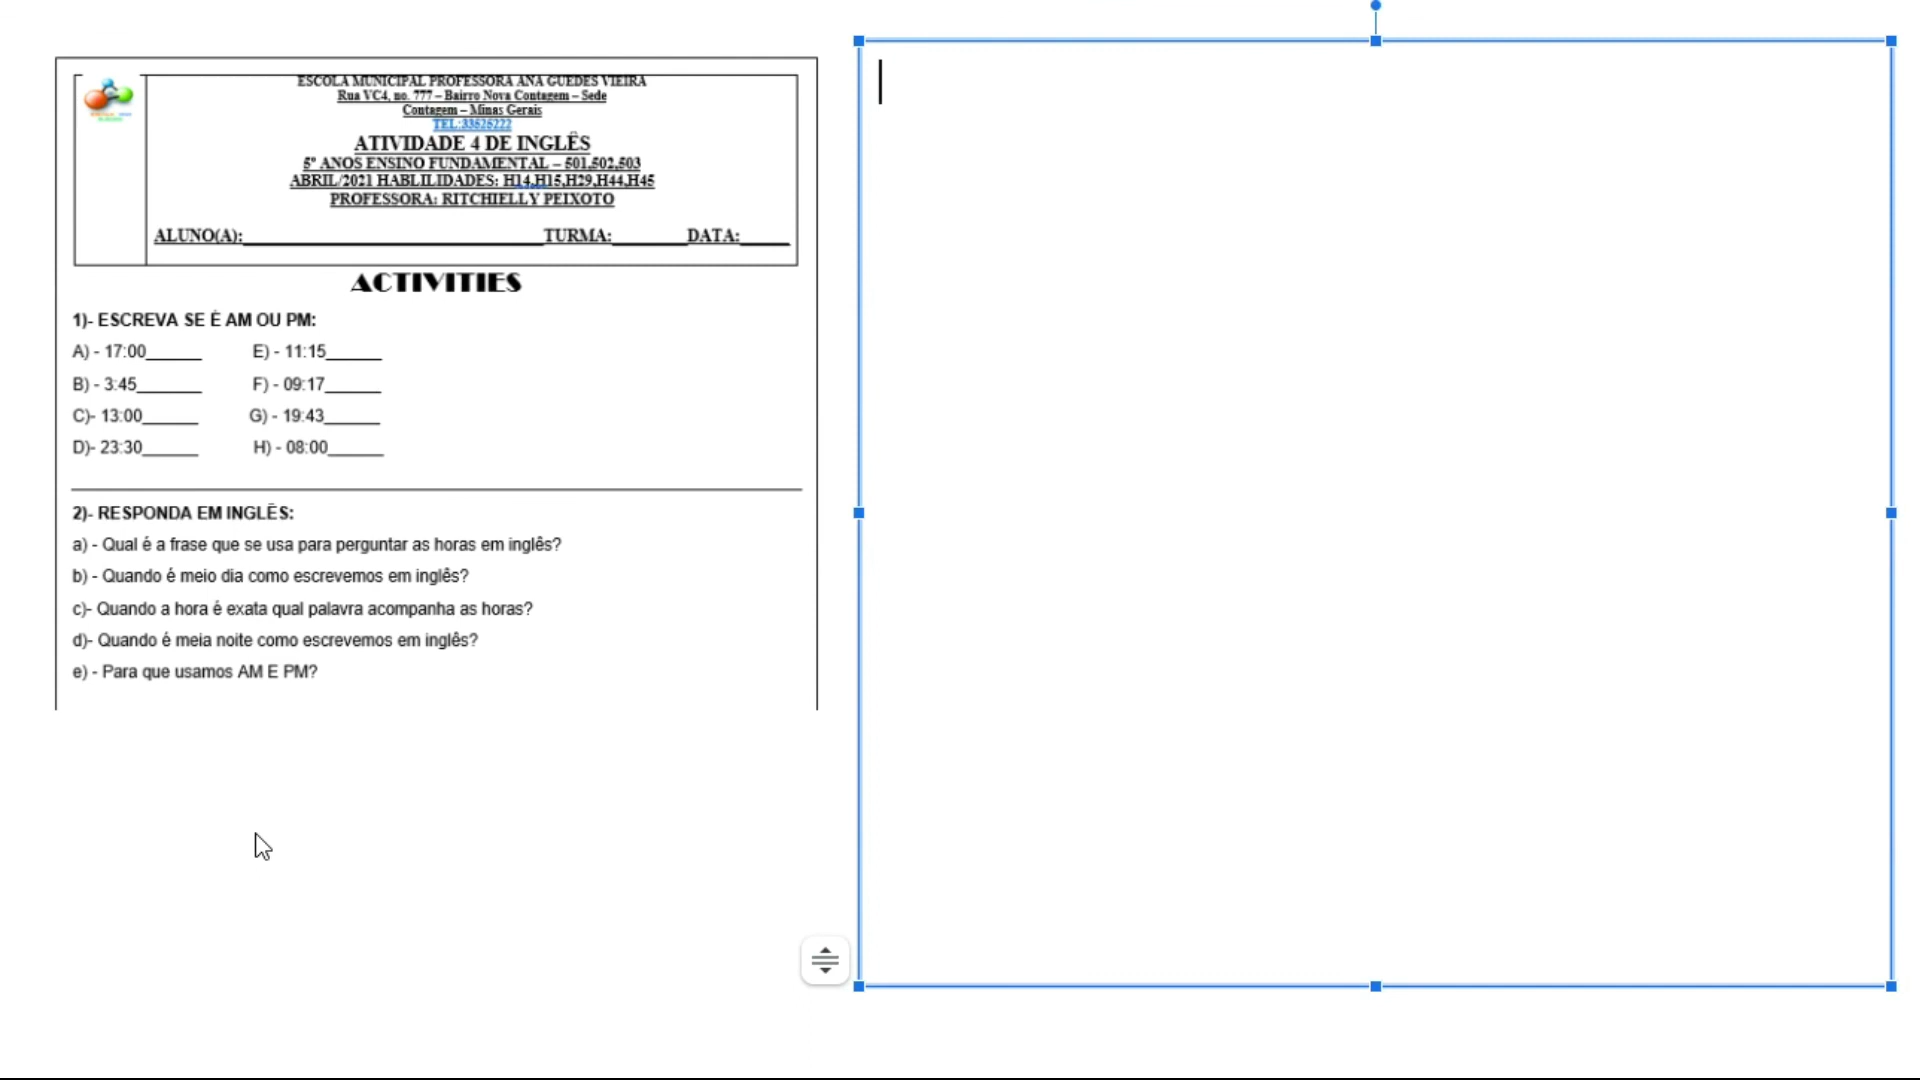 ESCOLA MUNICIPAL PROFESSORA ANA GUEDES VIEIRA
Rua VC4, no. 777 – Bairro Nova Contagem – Sede
Contagem – Minas Gerais
TEL:33626222
ATIVIDADE 4 DE INGLÊS
5º ANOS ENSINO FUNDAMENTAL – 501,502,503
ABRIL/2021 HABLILIDADES: H14,H15,H29,H44,H45
PROFESSORA: RITCHIELLY PEIXOTO
ALUNO(A):______________________________TURMA:________DATA:_____
ACTIVITIES
1)- ESCREVA SE É AM OU PM:
A) - 17:00______ E) - 11:15______
B) - 3:45_______ F) - 09:17______
C)- 13:00______ G) - 19:43______
D)- 23:30______ H) - 08:00______
2)- RESPONDA EM INGLÊS:
a) - Qual é a frase que se usa para perguntar as horas em inglês?
b) - Quando é meio dia como escrevemos em inglês?
c)- Quando a hora é exata qual palavra acompanha as horas?
d)- Quando é meia noite como escrevemos em inglês?
e) - Para que usamos AM E PM?